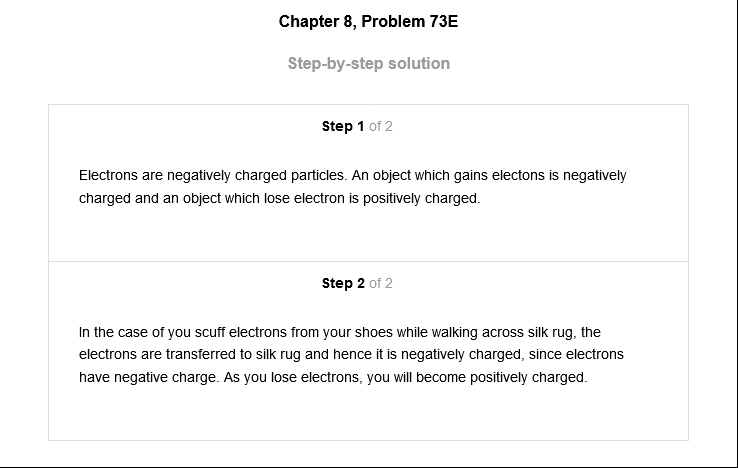 Chapter 8, Problem 73E
Step-by-step solution
Step 1 of 2
Electrons are negatively charged particles. An object which gains electons is negatively
charged and an object which lose electron is positively charged.
Step 2 of 2
In the case of you scuff electrons from your shoes while walking across silk rug, the
electrons are transferred to silk rug and hence it is negatively charged, since electrons
have negative charge. As you lose electrons, you will become positively charged.